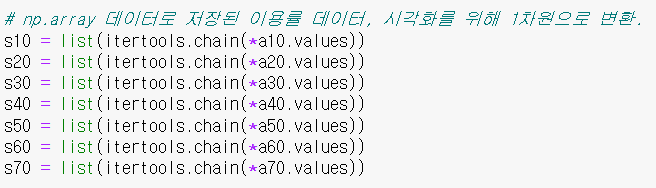 # np.array 데이터로 저장된 이용률 데이터, 시각화를 위해 1차원으로 변환.
s10 = list(itertools.chain(*a10.values))
s20 = list(itertools.chain(*a20.values))
s30 = list(itertools.chain(*a30.values))
s40 = list(itertools.chain(*a40.values))
s50 = list(itertools.chain(*a50.values))
s60 = list(itertools.chain(*a60.values))
s70 = list(itertools.chain(*a70.values))